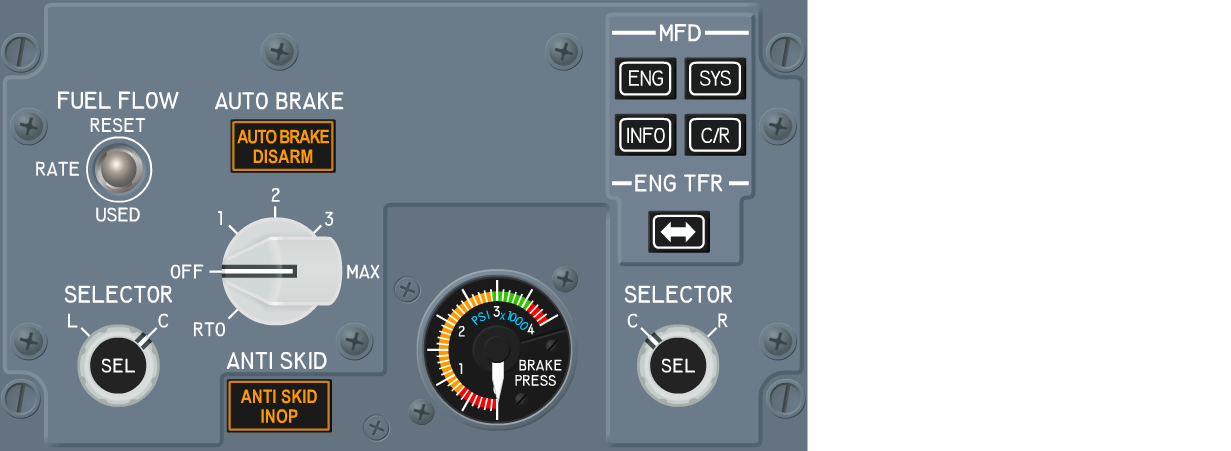 FUEL FLOW
RESET
RATE
USED
AUTO BRAKE
AUTO BRAKE
DISARM
OFF
1
2
3
MAX
RTO
SELECTOR
L
C
SEL
ANTI SKID
ANTI SKID
INOP
PSI x1000
1
2
3
4
BRAKE
PRESS
MFD
ENG
SYS
INFO
C/R
ENG TFR
SELECTOR
C
R
SEL